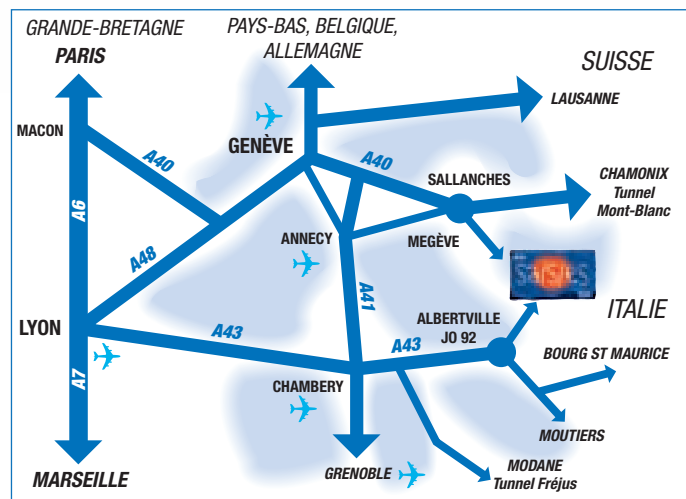 GRANDE-BRETAGNE
PARIS
PAYS-BAS, BELGIQUE,
ALLEMAGNE
SUISSE
LAUSANNE
MACON
GENÈVE
A40
A40
SALLANCHES
CHAMONIX
Tunnel
Mont-Blanc
A6
A48
ANNECY
MEGÈVE
SAISIES
A41
ITALIE
LYON
A43
ALBERTVILLE
JO 92
A43
BOURG ST MAURICE
A7
CHAMBERY
MOUTIERS
MARSEILLE
GRENOBLE
MODANE
Tunnel Fréjus